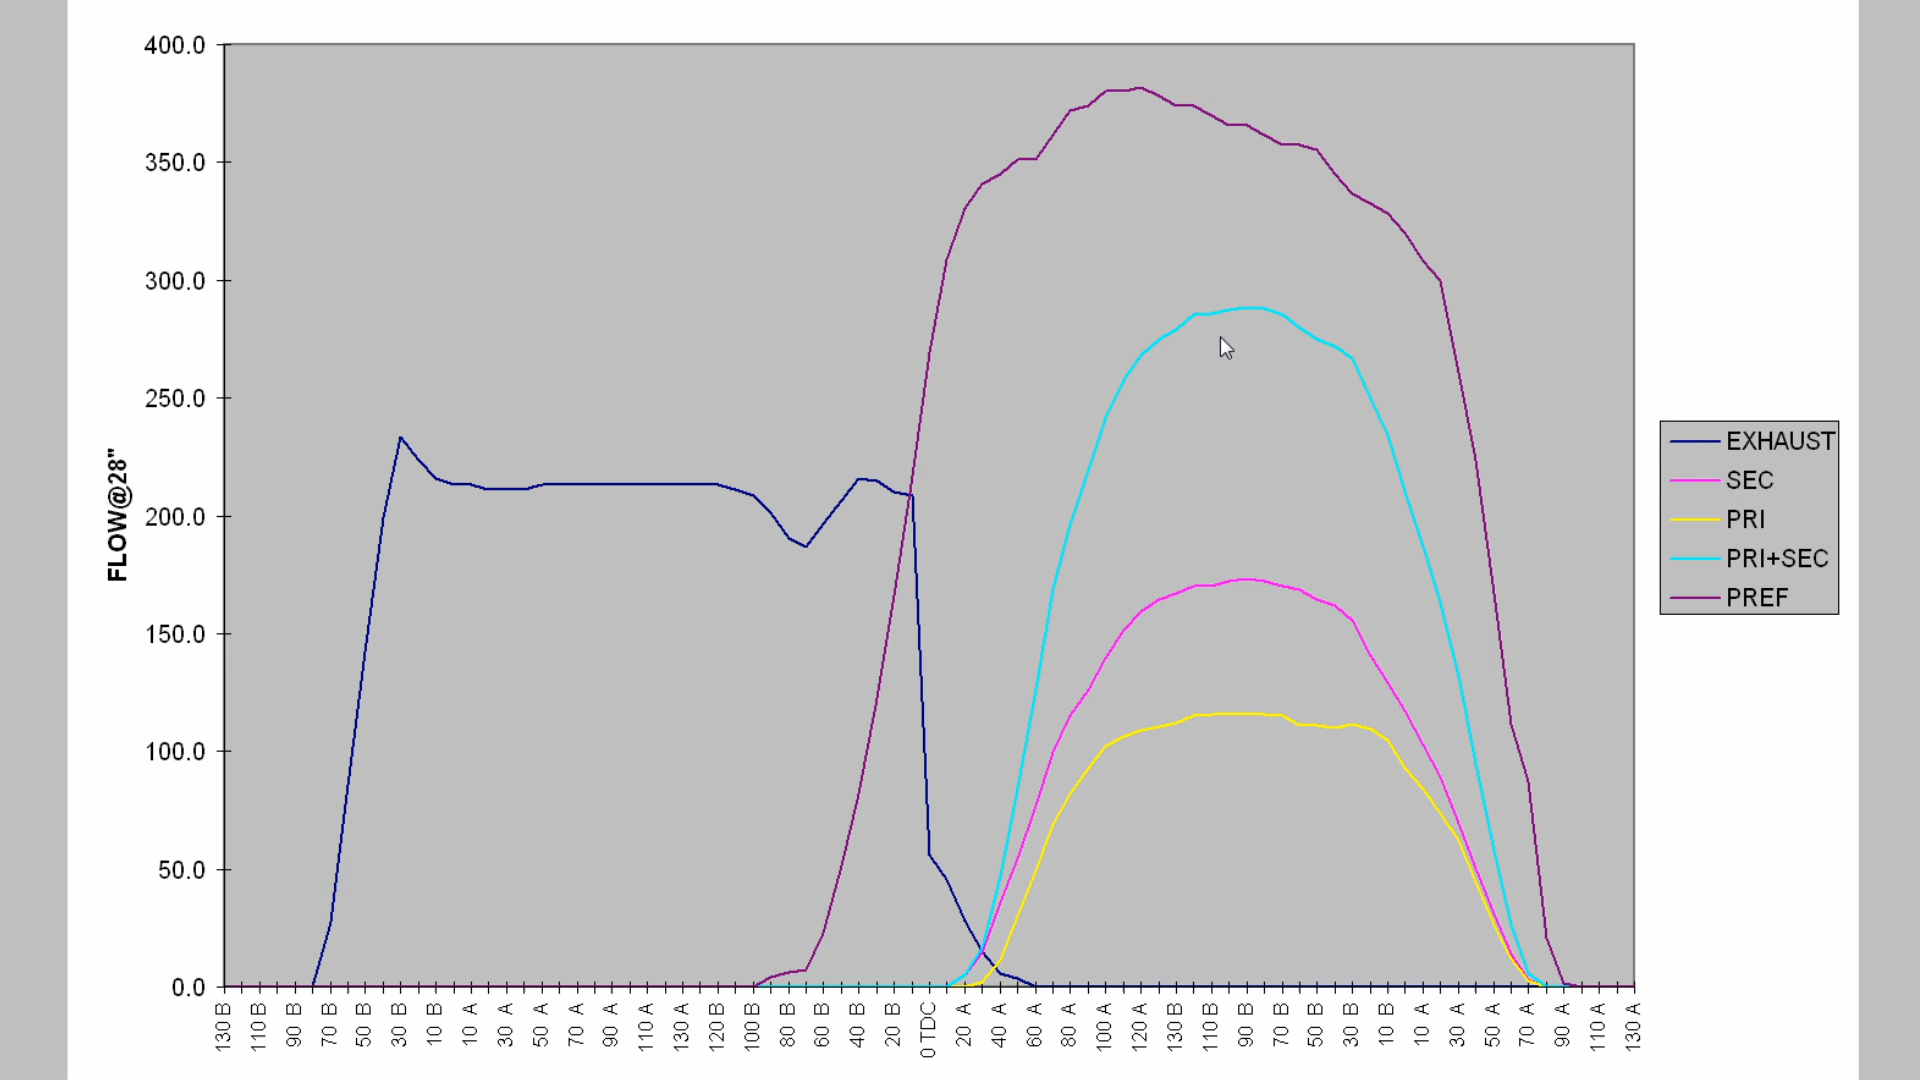 400.0
350.0
300.0
250.0
200.0
150.0
100.0
50.0
0.0
FLOW@28"
130 B
110 B
90 B
70 B
50 B
30 B
10 B
10 A
30 A
50 A
70 A
90 A
110 A
130 A
120 B
100 B
80 B
60 B
40 B
20 B
0 TDC
20 A
40 A
60 A
80 A
100 A
120 A
130 B
110 B
90 B
70 B
50 B
30 B
10 B
10 A
30 A
50 A
70 A
90 A
110 A
130 A
EXHAUST
SEC
PRI
PRI+SEC
PREF